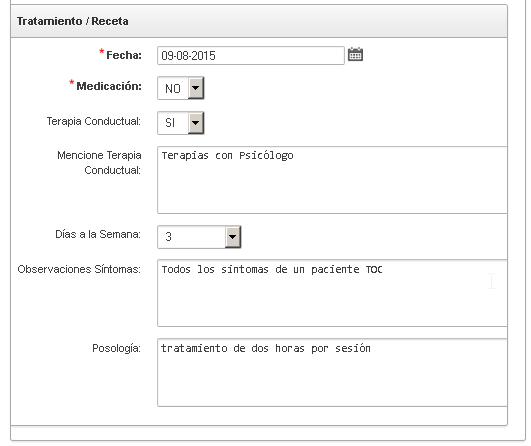 Tratamiento / Receta
*Fecha: 09-08-2015
*Medicación: NO
Terapia Conductual: SI
Mencione Terapia Conductual: Terapias con Psicólogo
Días a la Semana: 3
Observaciones Síntomas: Todos los síntomas de un paciente TOC
Posología: tratamiento de dos horas por sesión